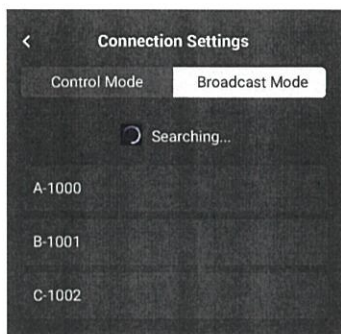 Connection Settings
Control Mode
Broadcast Mode
Searching...
A-1000
B-1001
C-1002